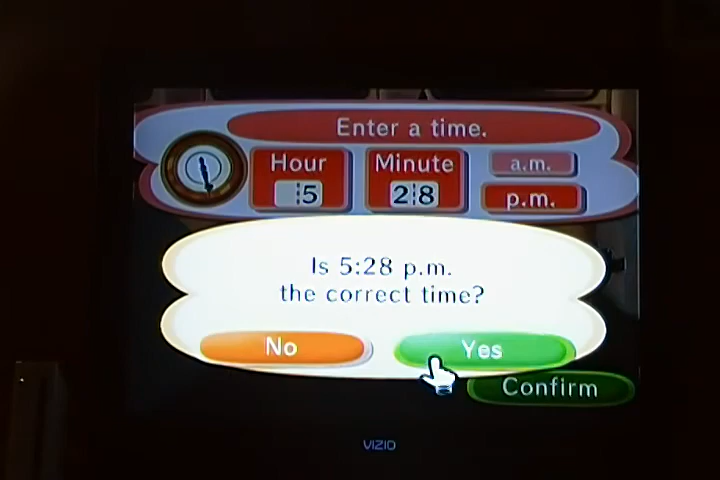 Enter a time.
Hour
Minute
a.m.
5
28
p.m.
Is 5:28 p.m.
the correct time?
No
Yes
Confirm
VIZIO